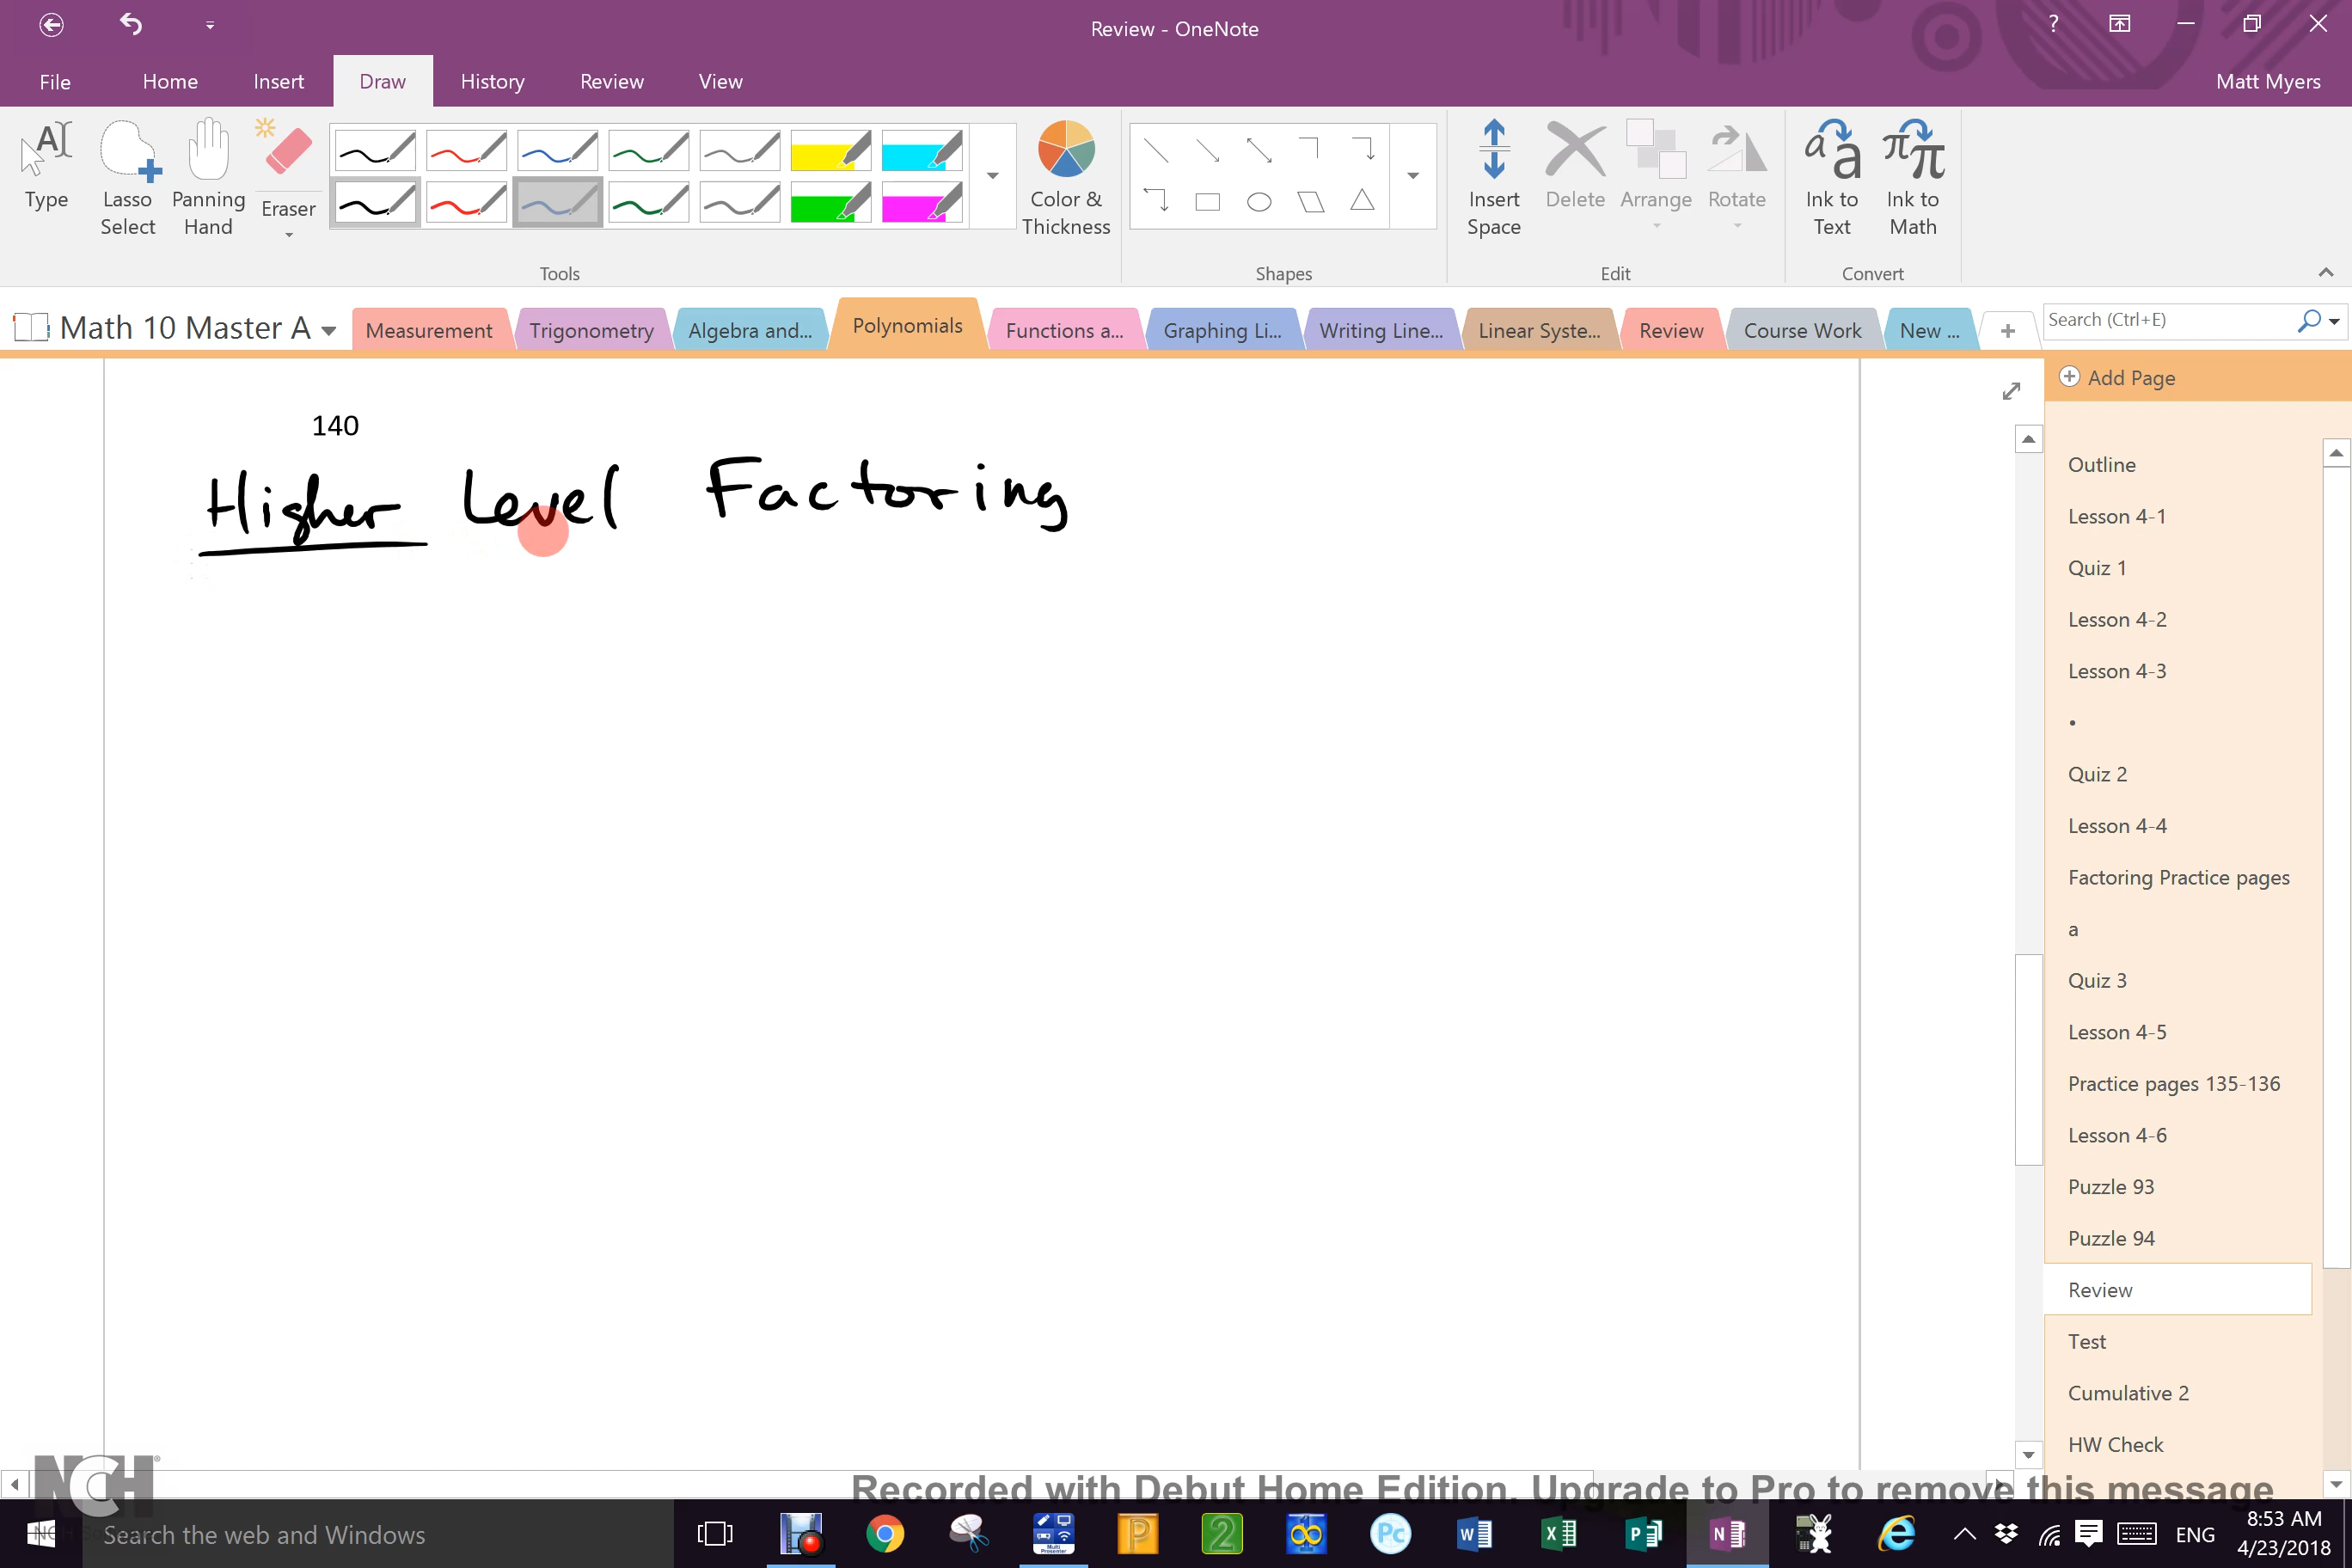 Review - OneNote
?
File Home Insert Draw History Review View
Matt Myers
Type
Lasso Select
Panning Hand
Eraser
Color & Thickness
Insert Space
Delete
Arrange
Rotate
Ink to Text
Ink to Math
Tools
Shapes
Edit
Convert
Math 10 Master A
Measurement
Trigonometry
Algebra and...
Polynomials
Functions a...
Graphing Li...
Writing Line...
Linear Syste...
Review
Course Work
New ...
+
Search (Ctrl+E)
Add Page
140
Higher Level Factoring
Outline
Lesson 4-1
Quiz 1
Lesson 4-2
Lesson 4-3
•
Quiz 2
Lesson 4-4
Factoring Practice pages
a
Quiz 3
Lesson 4-5
Practice pages 135-136
Lesson 4-6
Puzzle 93
Puzzle 94
Review
Test
Cumulative 2
HW Check
NCH
Recorded with Debut Home Edition. Upgrade to Pro to remove this message
Search the web and Windows
ENG
8:53 AM
4/23/2018